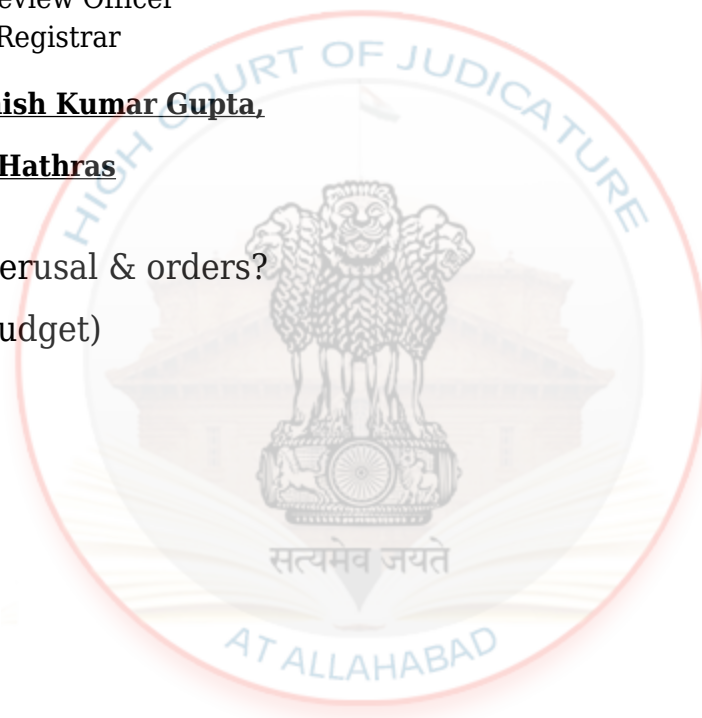 eview Officer
Registrar
ish Kumar Gupta,
Hathras
erusal & orders?
udget)
HIGH COURT OF JUDICATURE
सत्यमेव जयते
AT ALLAHABAD